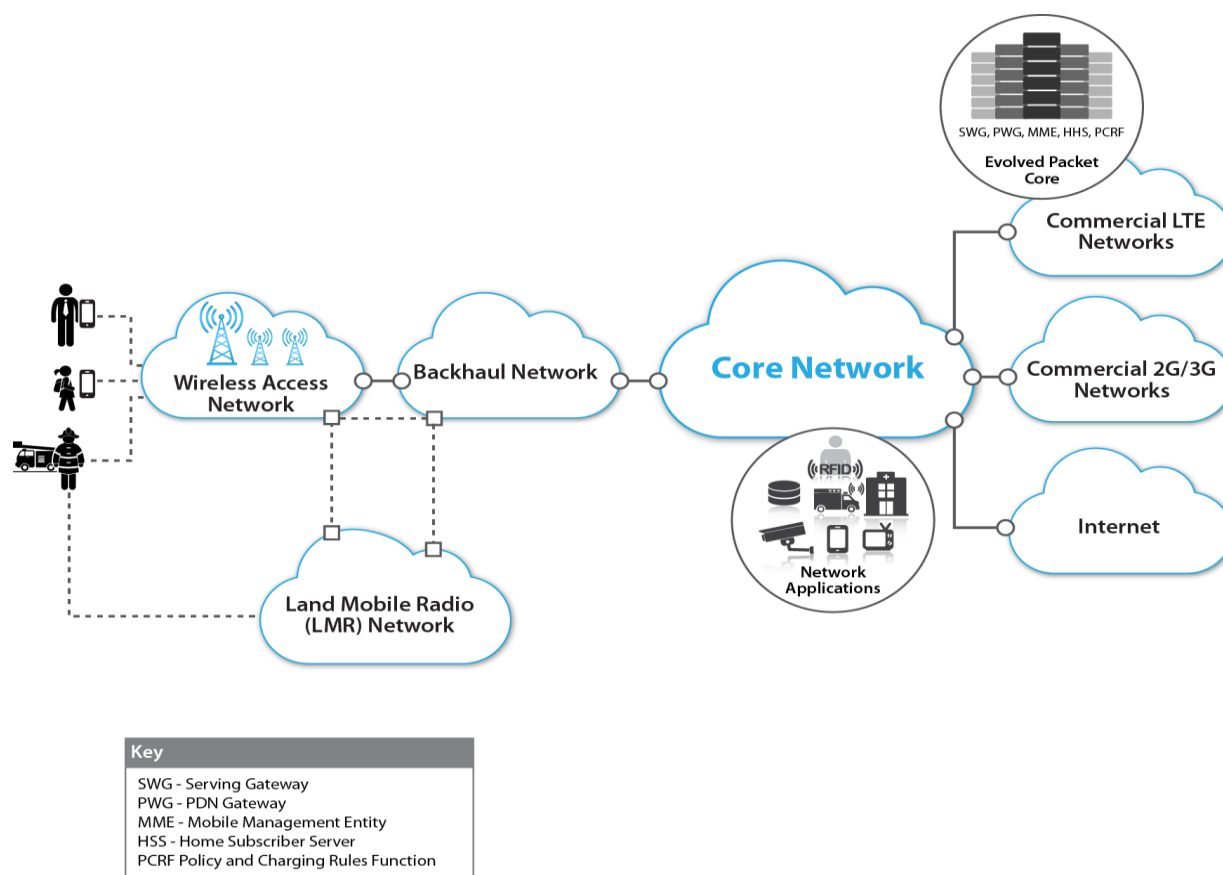 SWG, PWG, MME, HHS, PCRF
Evolved Packet
Core
Commercial LTE
Networks
Wireless Access
Network
Backhaul Network
Core Network
Commercial 2G/3G
Networks
RFID
Network
Applications
Internet
Land Mobile Radio
(LMR) Network
Key
SWG - Serving Gateway
PWG - PDN Gateway
MME - Mobile Management Entity
HSS - Home Subscriber Server
PCRF Policy and Charging Rules Function